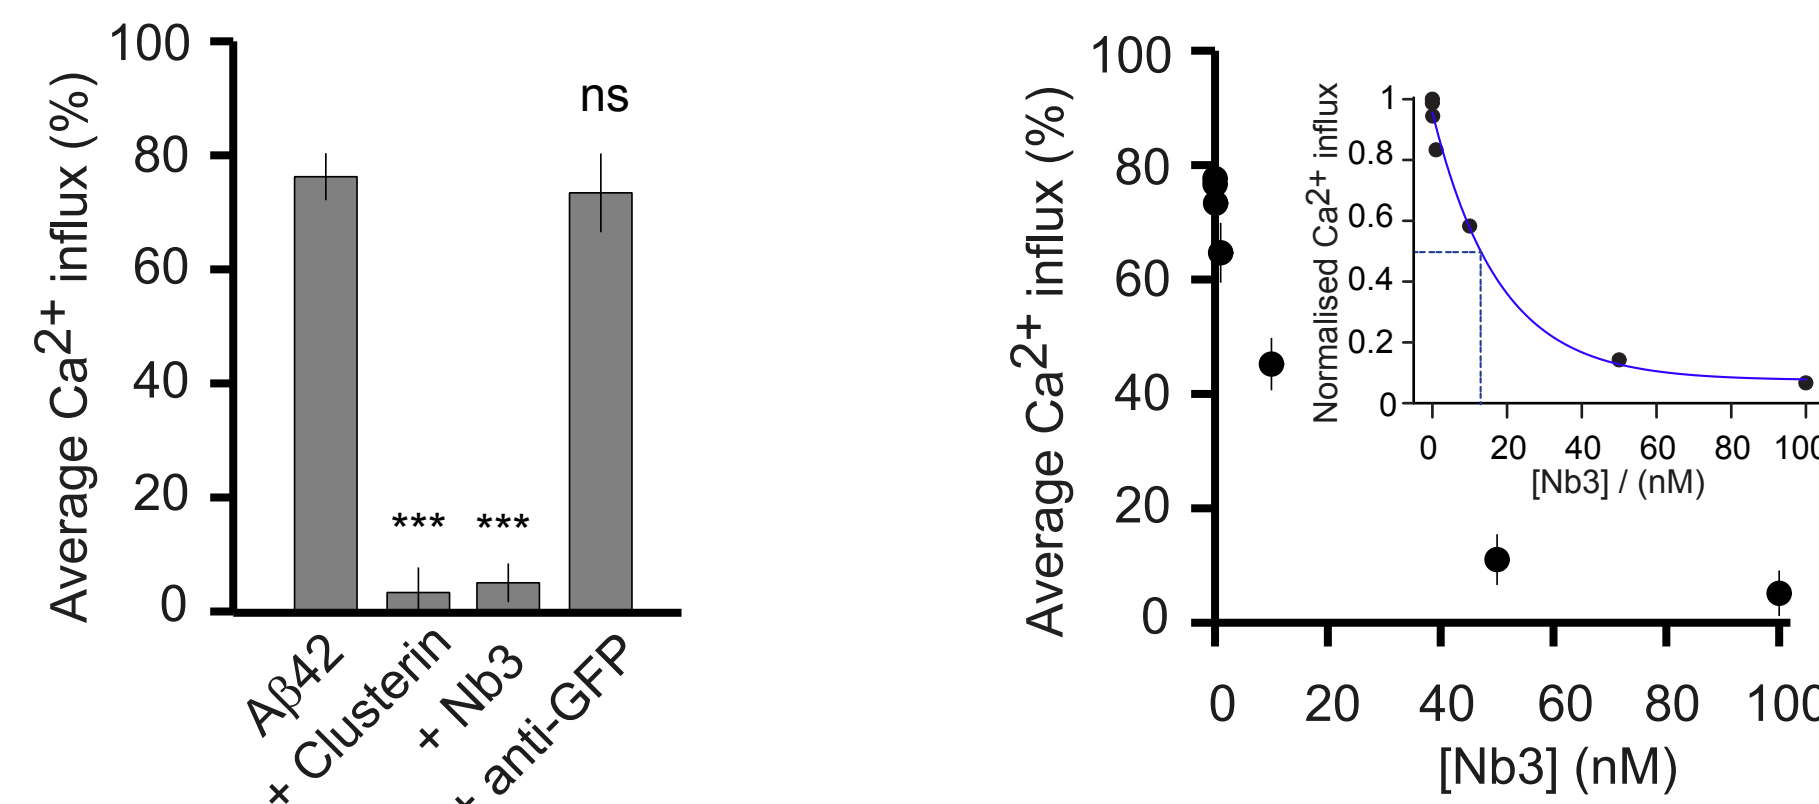 Average Ca2+ influx (%)
100
80
60
40
20
0
ns
***
***
Aβ42
+ Clusterin
+ Nb3
+ anti-GFP
Average Ca2+ influx (%)
100
80
60
40
20
0
0 20 40 60 80 100
[Nb3] (nM)
Normalised Ca2+ influx
1
0.8
0.6
0.4
0.2
0
0 20 40 60 80 100
[Nb3] / (nM)